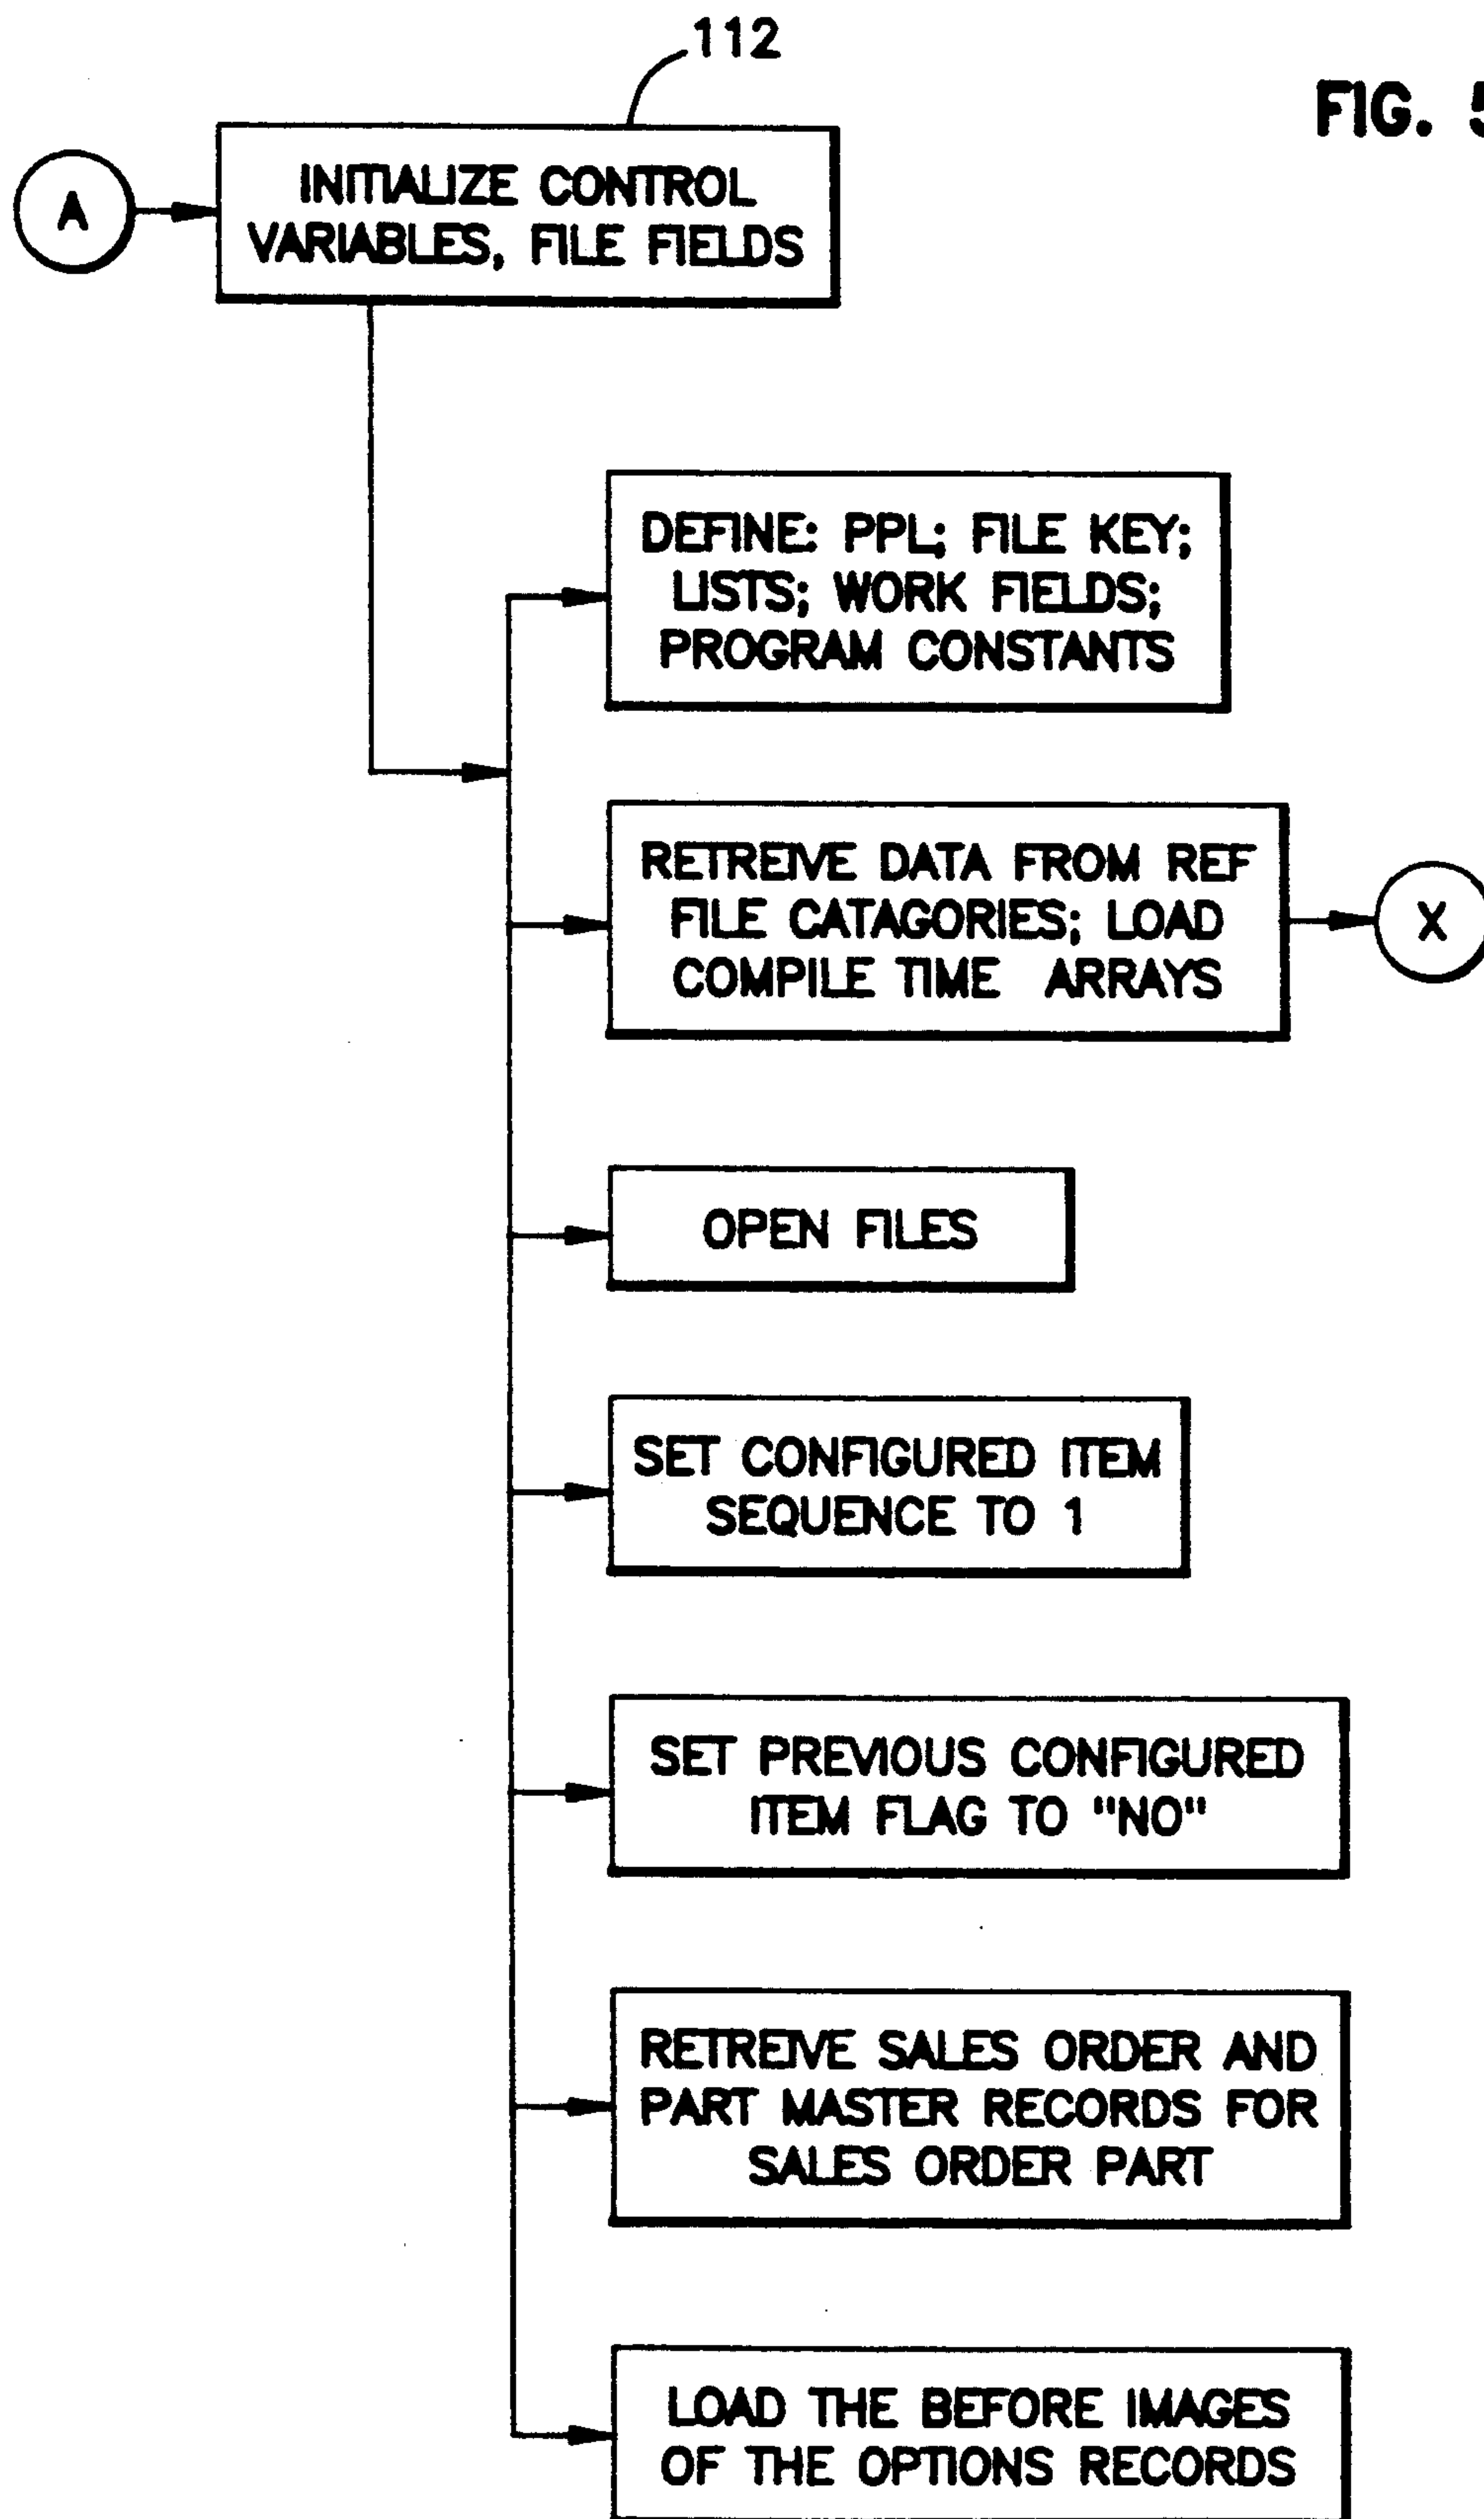 112
FIG. 5
A
INITIALIZE CONTROL
VARIABLES, FILE FIELDS
DEFINE: PPL; FILE KEY;
LISTS; WORK FIELDS;
PROGRAM CONSTANTS
RETREIVE DATA FROM REF
FILE CATAGORIES; LOAD
COMPILE TIME ARRAYS
X
OPEN FILES
SET CONFIGURED ITEM
SEQUENCE TO 1
SET PREVIOUS CONFIGURED
ITEM FLAG TO "NO"
RETREIVE SALES ORDER AND
PART MASTER RECORDS FOR
SALES ORDER PART
LOAD THE BEFORE IMAGES
OF THE OPTIONS RECORDS